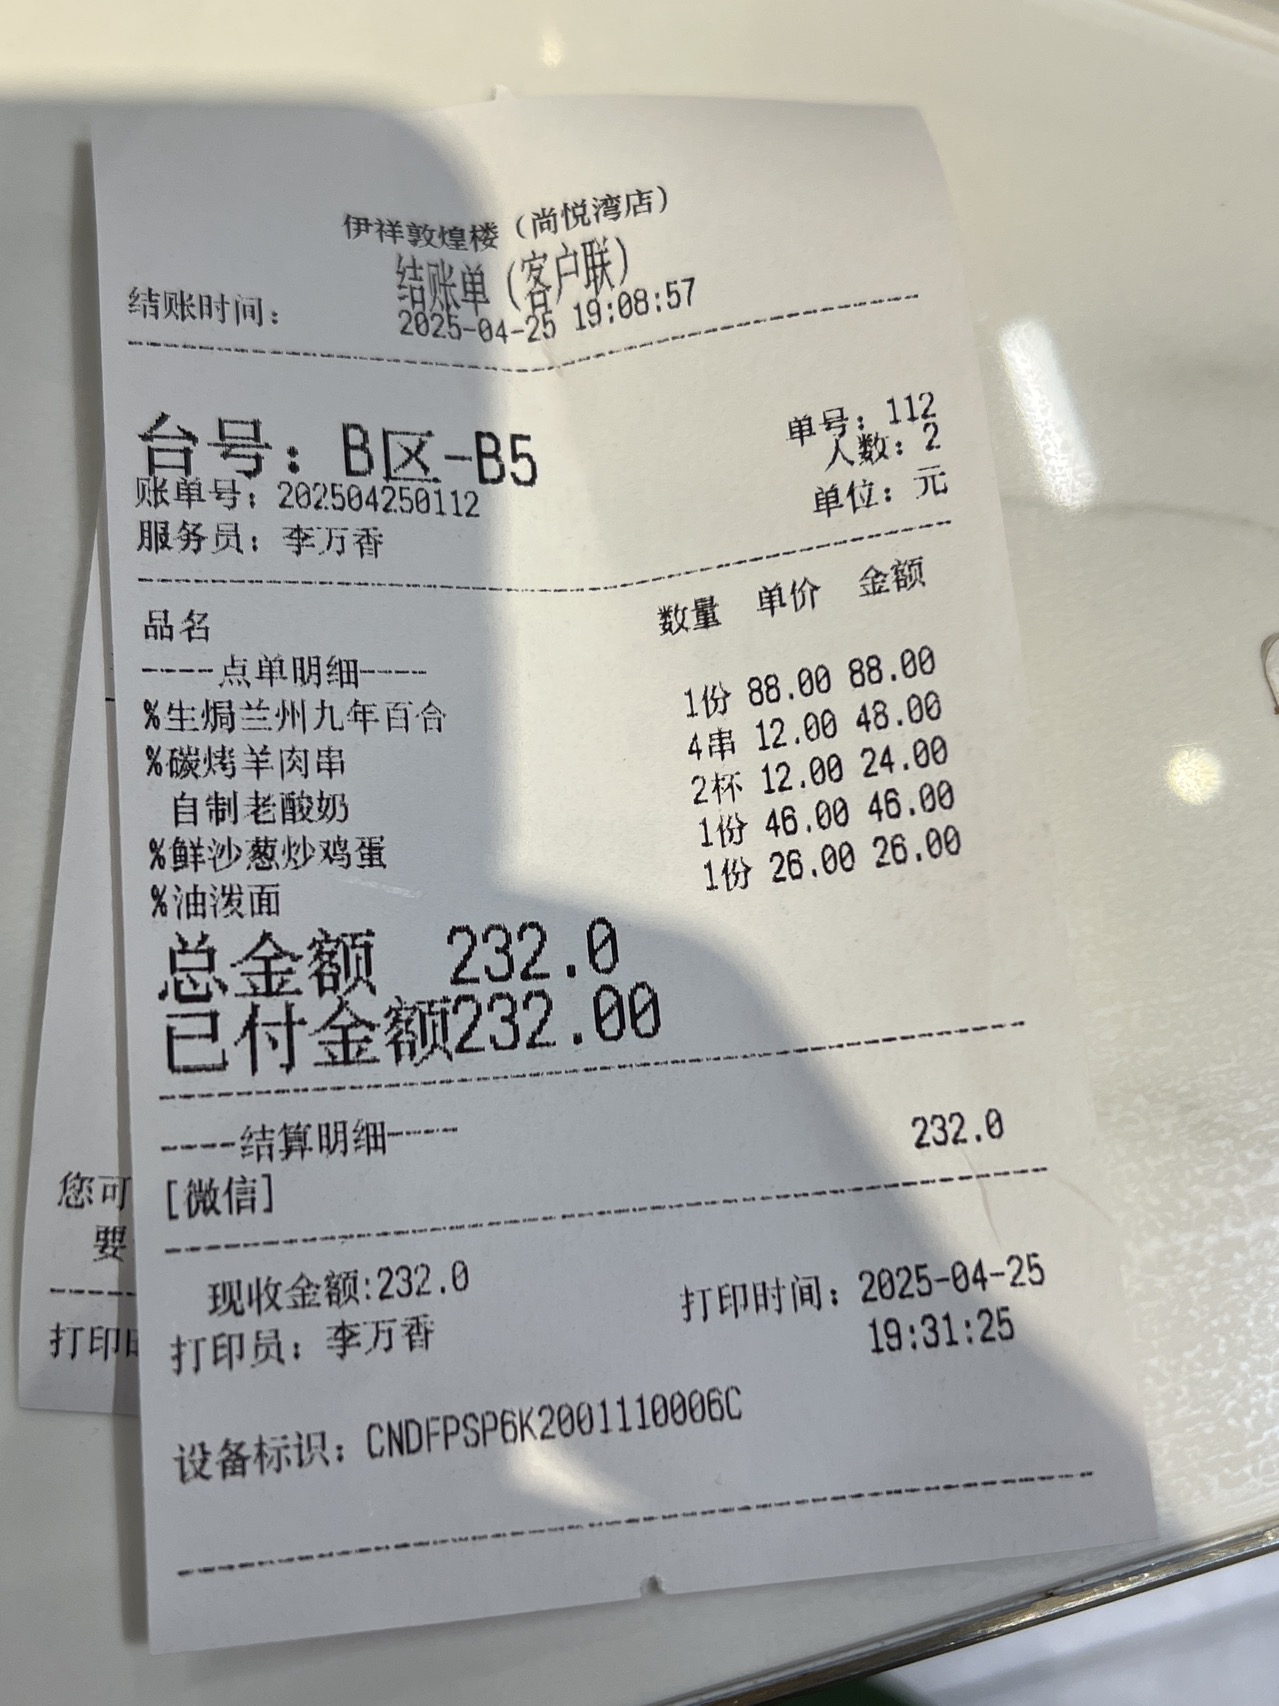 伊祥敦煌楼（尚悦湾店）
结账单（客户联）
结账时间： 2025-04-25 19:08:57
台号：B区-B5
单号：112
人数：2
账单号：202504250112
单位：元
服务员：李万香
品名 数量 单价 金额
----点单明细----
%生焗兰州九年百合 1份 88.00 88.00
%碳烤羊肉串 4串 12.00 48.00
自制老酸奶 2杯 12.00 24.00
%鲜沙葱炒鸡蛋 1份 46.00 46.00
%油泼面 1份 26.00 26.00
总金额 232.0
已付金额232.00
----结算明细----
[微信] 232.0
现收金额:232.0
打印员：李万香
打印时间：2025-04-25
19:31:25
设备标识：CNDFPSP6K2001110006C
您可
要
打印